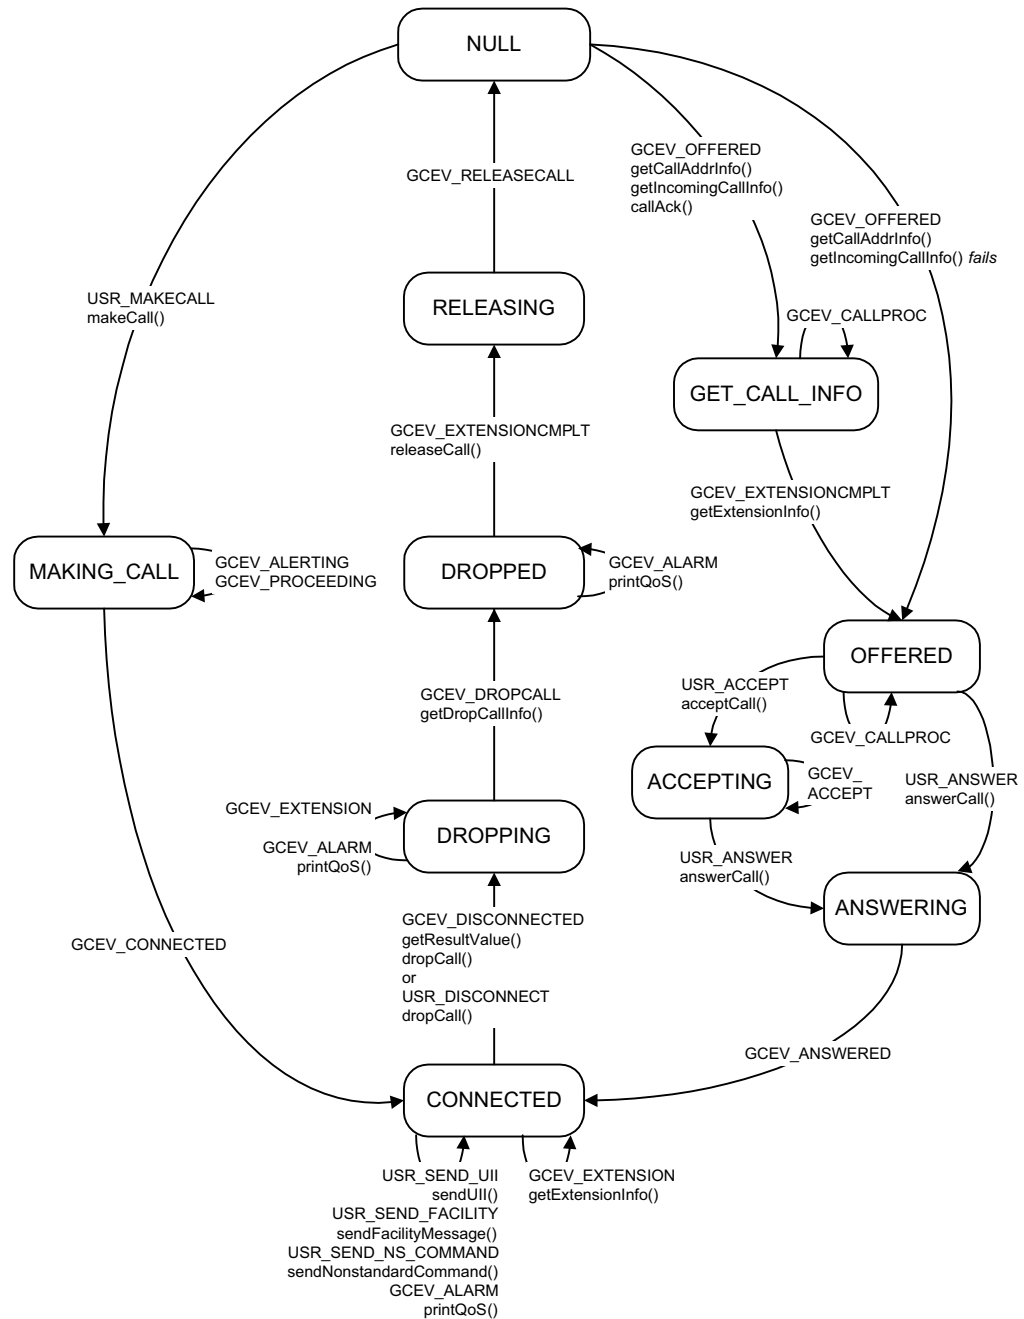 NULL
GCEV_OFFERED
getCallAddrInfo()
getIncomingCallInfo()
callAck()
GCEV_RELEASECALL
GCEV_OFFERED
getCallAddrInfo()
getIncomingCallInfo() fails
USR_MAKECALL
makeCall()
RELEASING
GCEV_CALLPROC
GET_CALL_INFO
GCEV_EXTENSIONCMPLT
releaseCall()
GCEV_EXTENSIONCMPLT
getExtensionInfo()
MAKING_CALL
GCEV_ALERTING
GCEV_PROCEEDING
DROPPED
GCEV_ALARM
printQoS()
OFFERED
GCEV_DROPCALL
getDropCallInfo()
USR_ACCEPT
acceptCall()
GCEV_CALLPROC
ACCEPTING
GCEV_
ACCEPT
USR_ANSWER
answerCall()
GCEV_EXTENSION
DROPPING
GCEV_ALARM
printQoS()
USR_ANSWER
answerCall()
ANSWERING
GCEV_CONNECTED
GCEV_DISCONNECTED
getResultValue()
dropCall()
or
USR_DISCONNECT
dropCall()
GCEV_ANSWERED
CONNECTED
USR_SEND_UII
sendUII()
USR_SEND_FACILITY
sendFacilityMessage()
USR_SEND_NS_COMMAND
sendNonstandardCommand()
GCEV_ALARM
printQoS()
GCEV_EXTENSION
getExtensionInfo()